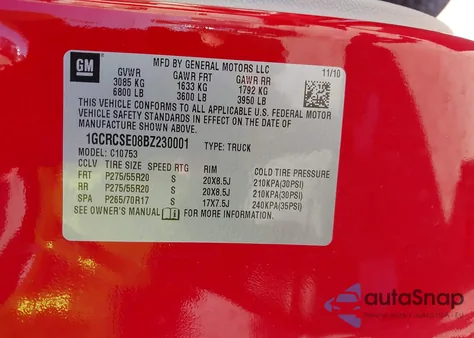 GM
MFD BY GENERAL MOTORS LLC
11/10
GVWR GAWR FRT GAWR RR
3085 KG 1633 KG 1792 KG
6800 LB 3600 LB 3950 LB
THIS VEHICLE CONFORMS TO ALL APPLICABLE U.S. FEDERAL MOTOR
VEHICLE SAFETY STANDARDS IN EFFECT ON THE DATE OF
MANUFACTURE SHOWN ABOVE.
1GCRCSE08BZ230001 TYPE: TRUCK
MODEL: C10753
CCLV TIRE SIZE SPEED RTG RIM COLD TIRE PRESSURE
FRT P275/55R20 S 20X8.5J 210KPA(30PSI)
RR P275/55R20 S 20X8.5J 210KPA(30PSI)
SPA P265/70R17 S 17X7.5J 240KPA(35PSI)
SEE OWNER'S MANUAL FOR MORE INFORMATION.
autoSnap